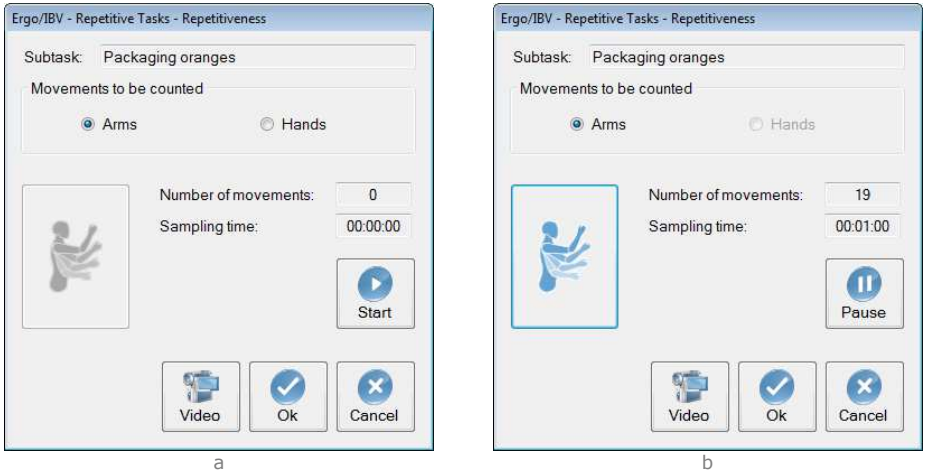 Ergo/IBV - Repetitive Tasks - Repetitiveness
Subtask: Packaging oranges
Movements to be counted
Arms Hands
Number of movements: 0
Sampling time: 00:00:00
Start
Video Ok Cancel
a
Ergo/IBV - Repetitive Tasks - Repetitiveness
Subtask: Packaging oranges
Movements to be counted
Arms Hands
Number of movements: 19
Sampling time: 00:01:00
Pause
Video Ok Cancel
b